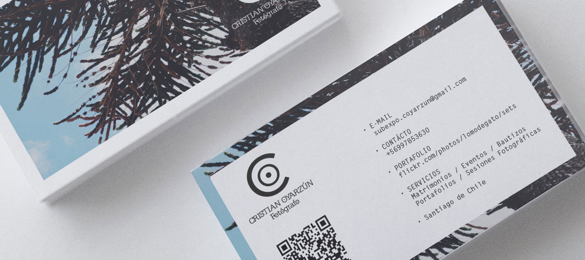 CRISTIAN OYARZÚN
Fotógrafo
CRISTIAN OYARZÚN
Fotógrafo
• E-MAIL
subexpo.coyarzun@gmail.com
• CONTÁCTO
+56997853630
• PORTAFOLIO
flickr.com/photos/lomodegato/sets
• SERVICIOS
Matrimonios / Eventos / Bautizos
Portafolios / Sesiones Fotográficas
• Santiago de Chile